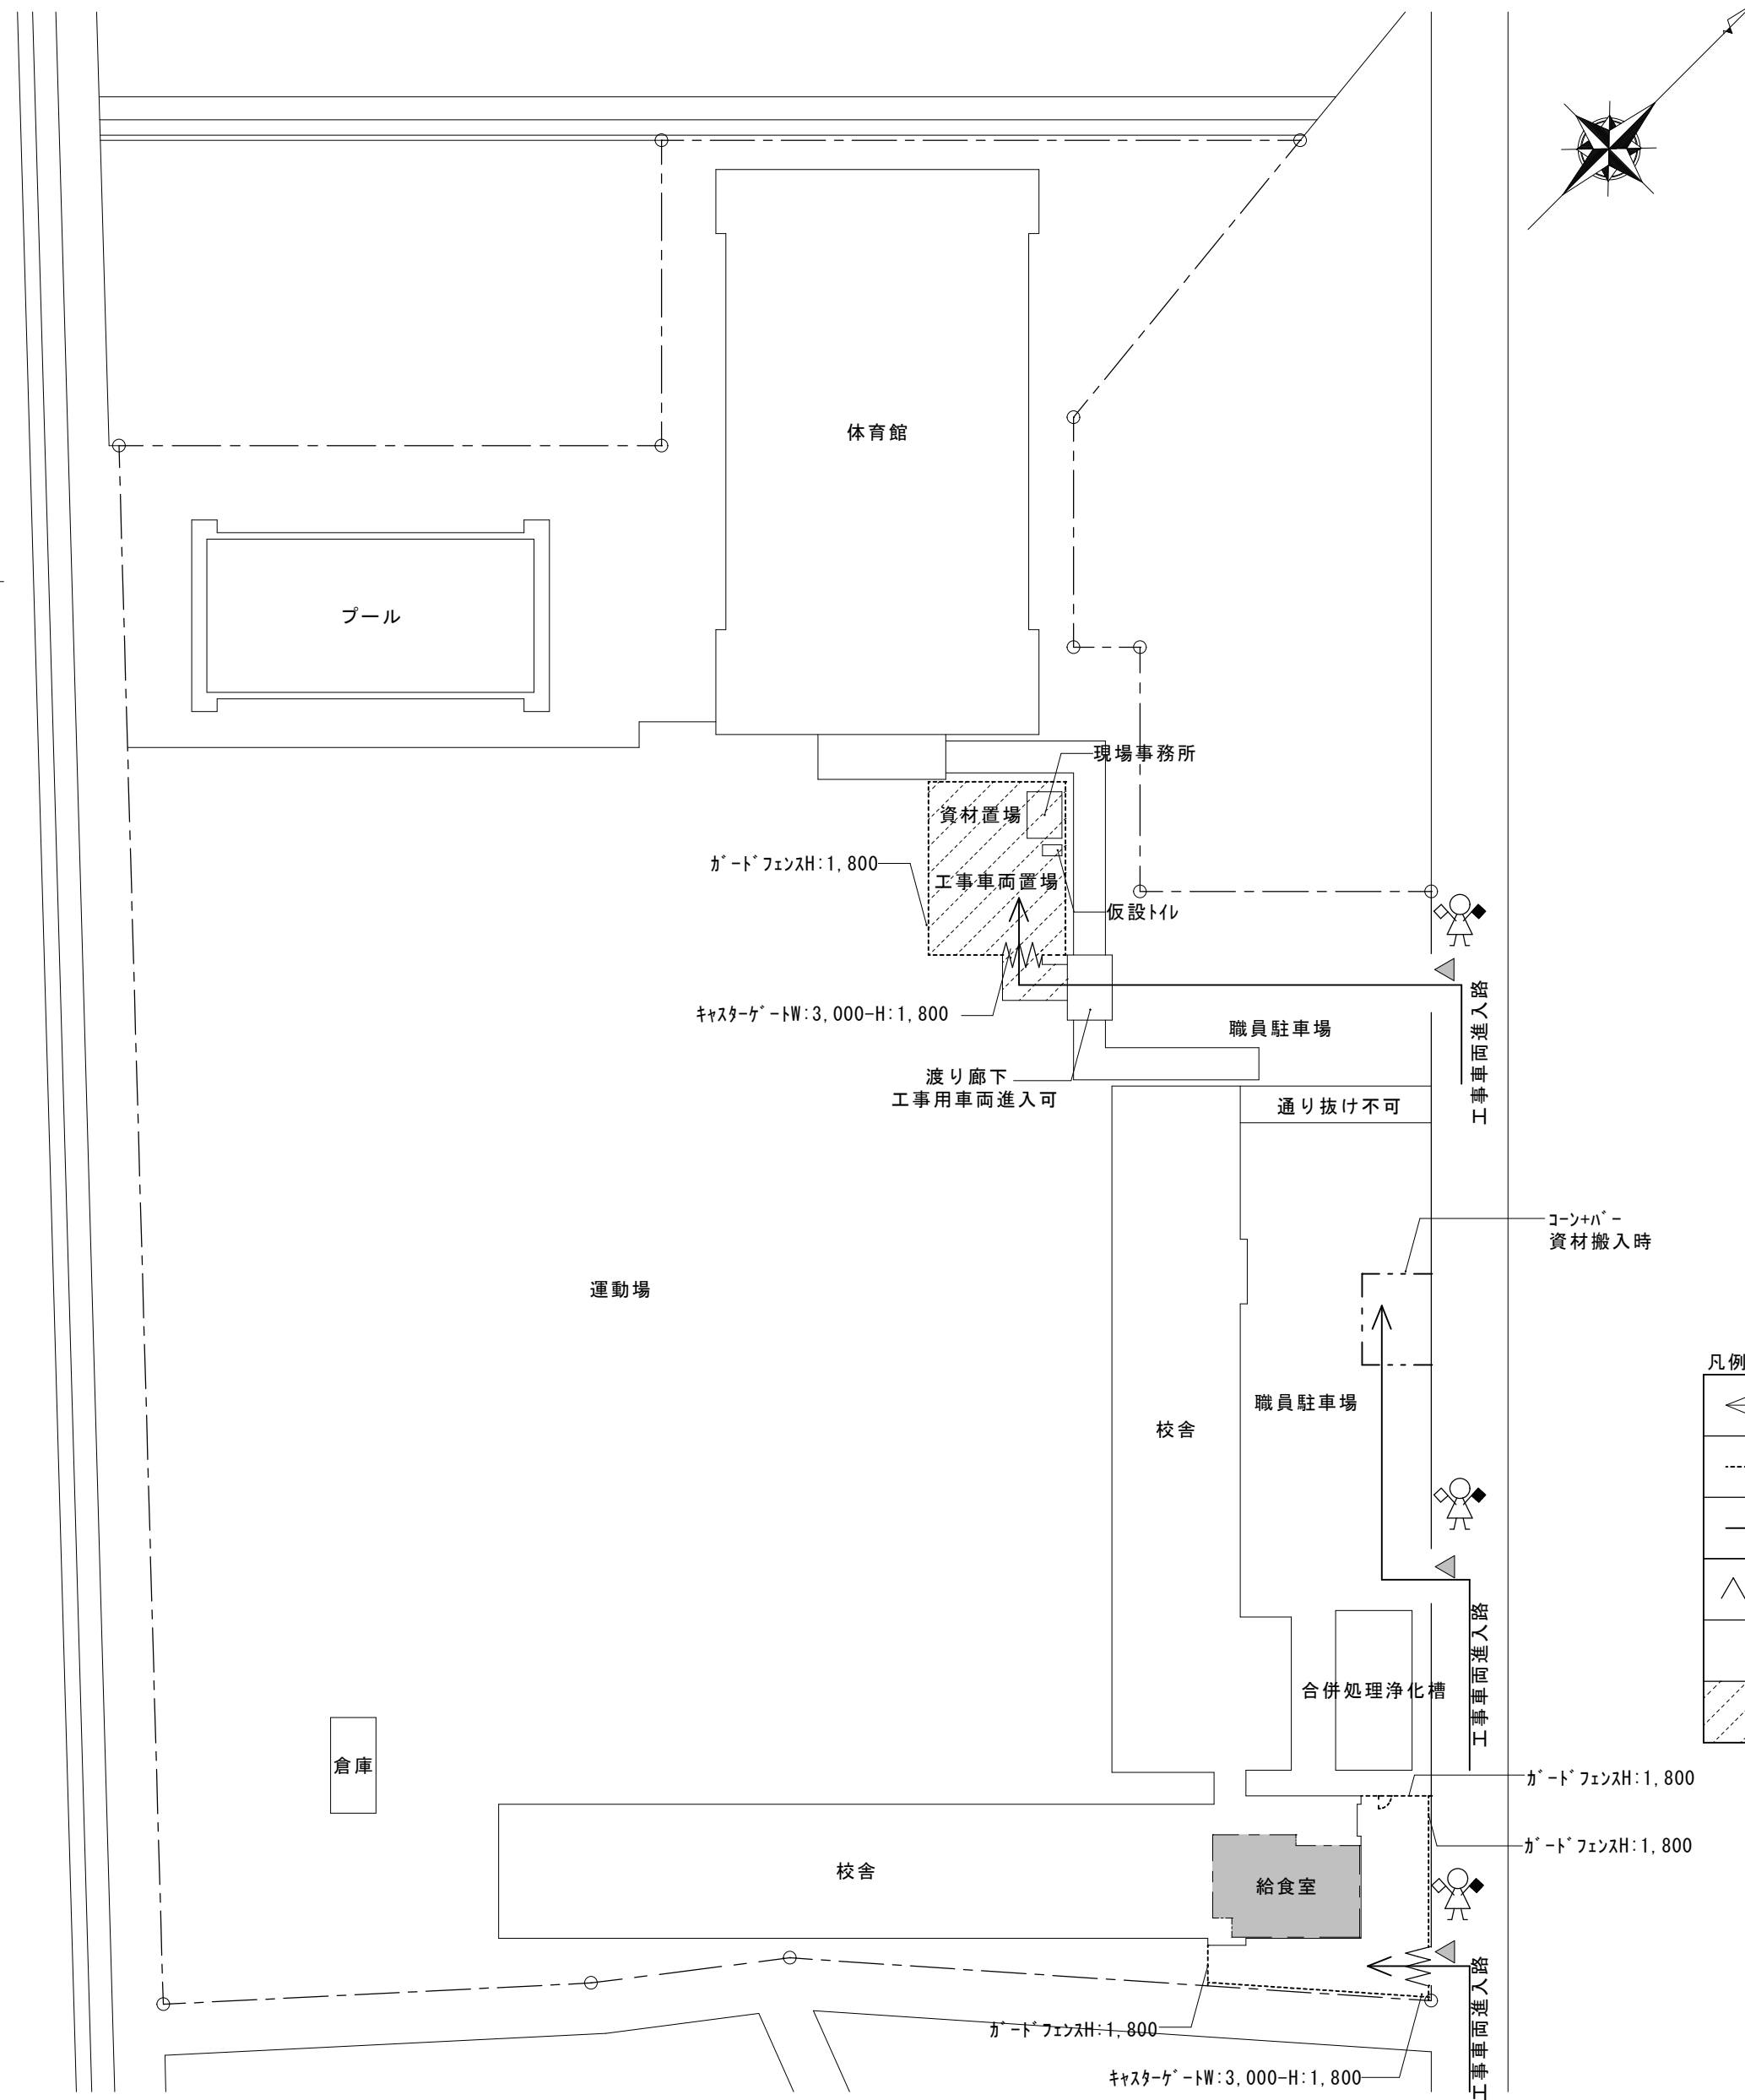 体育館
プール
現場事務所
資材置場
ｶﾞｰﾄﾞﾌｪﾝｽH:1,800
工事車両置場
仮設ﾄｲﾚ
ｷｬｽﾀｰｹﾞｰﾄW:3,000-H:1,800
職員駐車場
工事車両進入路
渡り廊下
工事用車両進入可
通り抜け不可
ｺｰﾝ+ﾊﾞｰ
資材搬入時
運動場
凡例
職員駐車場
校舎
工事車両進入路
合併処理浄化槽
倉庫
ｶﾞｰﾄﾞﾌｪﾝｽH:1,800
ｶﾞｰﾄﾞﾌｪﾝｽH:1,800
校舎
給食室
工事車両進入路
ｶﾞｰﾄﾞﾌｪﾝｽH:1,800
ｷｬｽﾀｰｹﾞｰﾄW:3,000-H:1,800